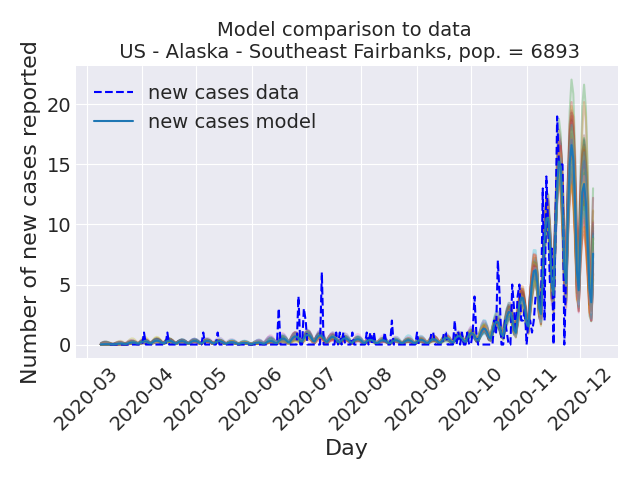 Model comparison to data
US - Alaska - Southeast Fairbanks, pop. = 6893
Number of new cases reported
20
15
10
5
0
new cases data
new cases model
2020-03
2020-04
2020-05
2020-06
2020-07
2020-08
2020-09
2020-10
2020-11
2020-12
Day